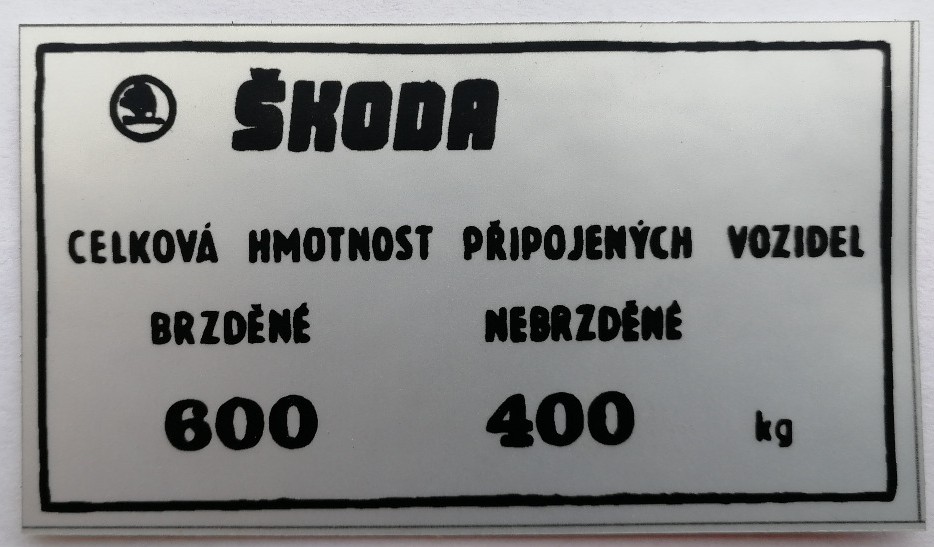 ŠKODA
CELKOVÁ HMOTNOST PŘIPOJENÝCH VOZIDEL
BRZDĚNÉ NEBRZDĚNÉ
600 400 kg